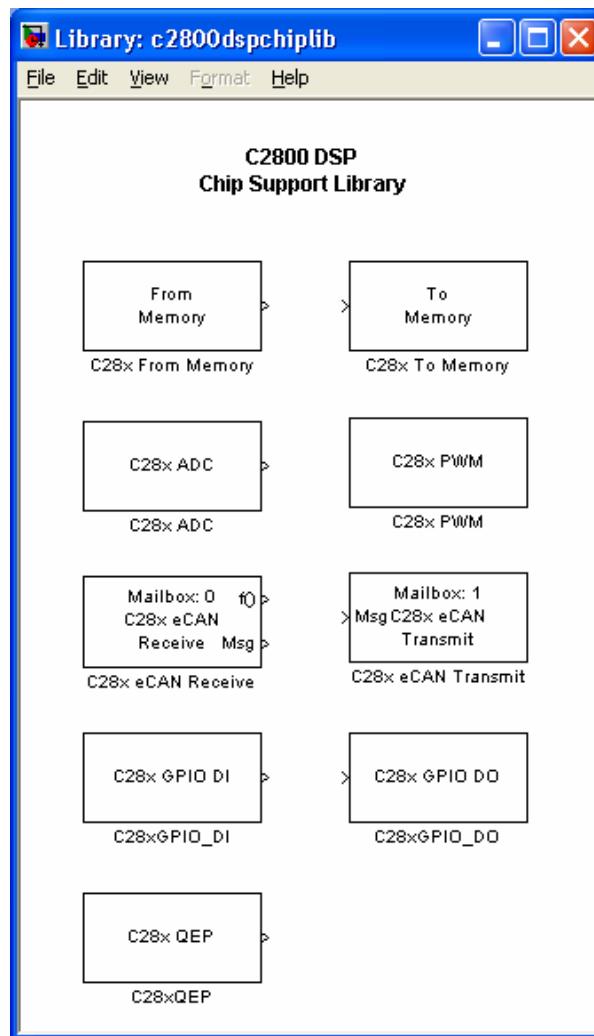 Library: c2800dspchiplib
File Edit View Format Help
C2800 DSP
Chip Support Library
From
Memory
C28x From Memory
To
Memory
C28x To Memory
C28x ADC
C28x ADC
C28x PWM
C28x PWM
Mailbox: 0 f()
C28x eCAN
Receive Msg
C28x eCAN Receive
Mailbox: 1
Msg C28x eCAN
Transmit
C28x eCAN Transmit
C28x GPIO DI
C28xGPIO_DI
C28x GPIO DO
C28xGPIO_DO
C28x QEP
C28xQEP